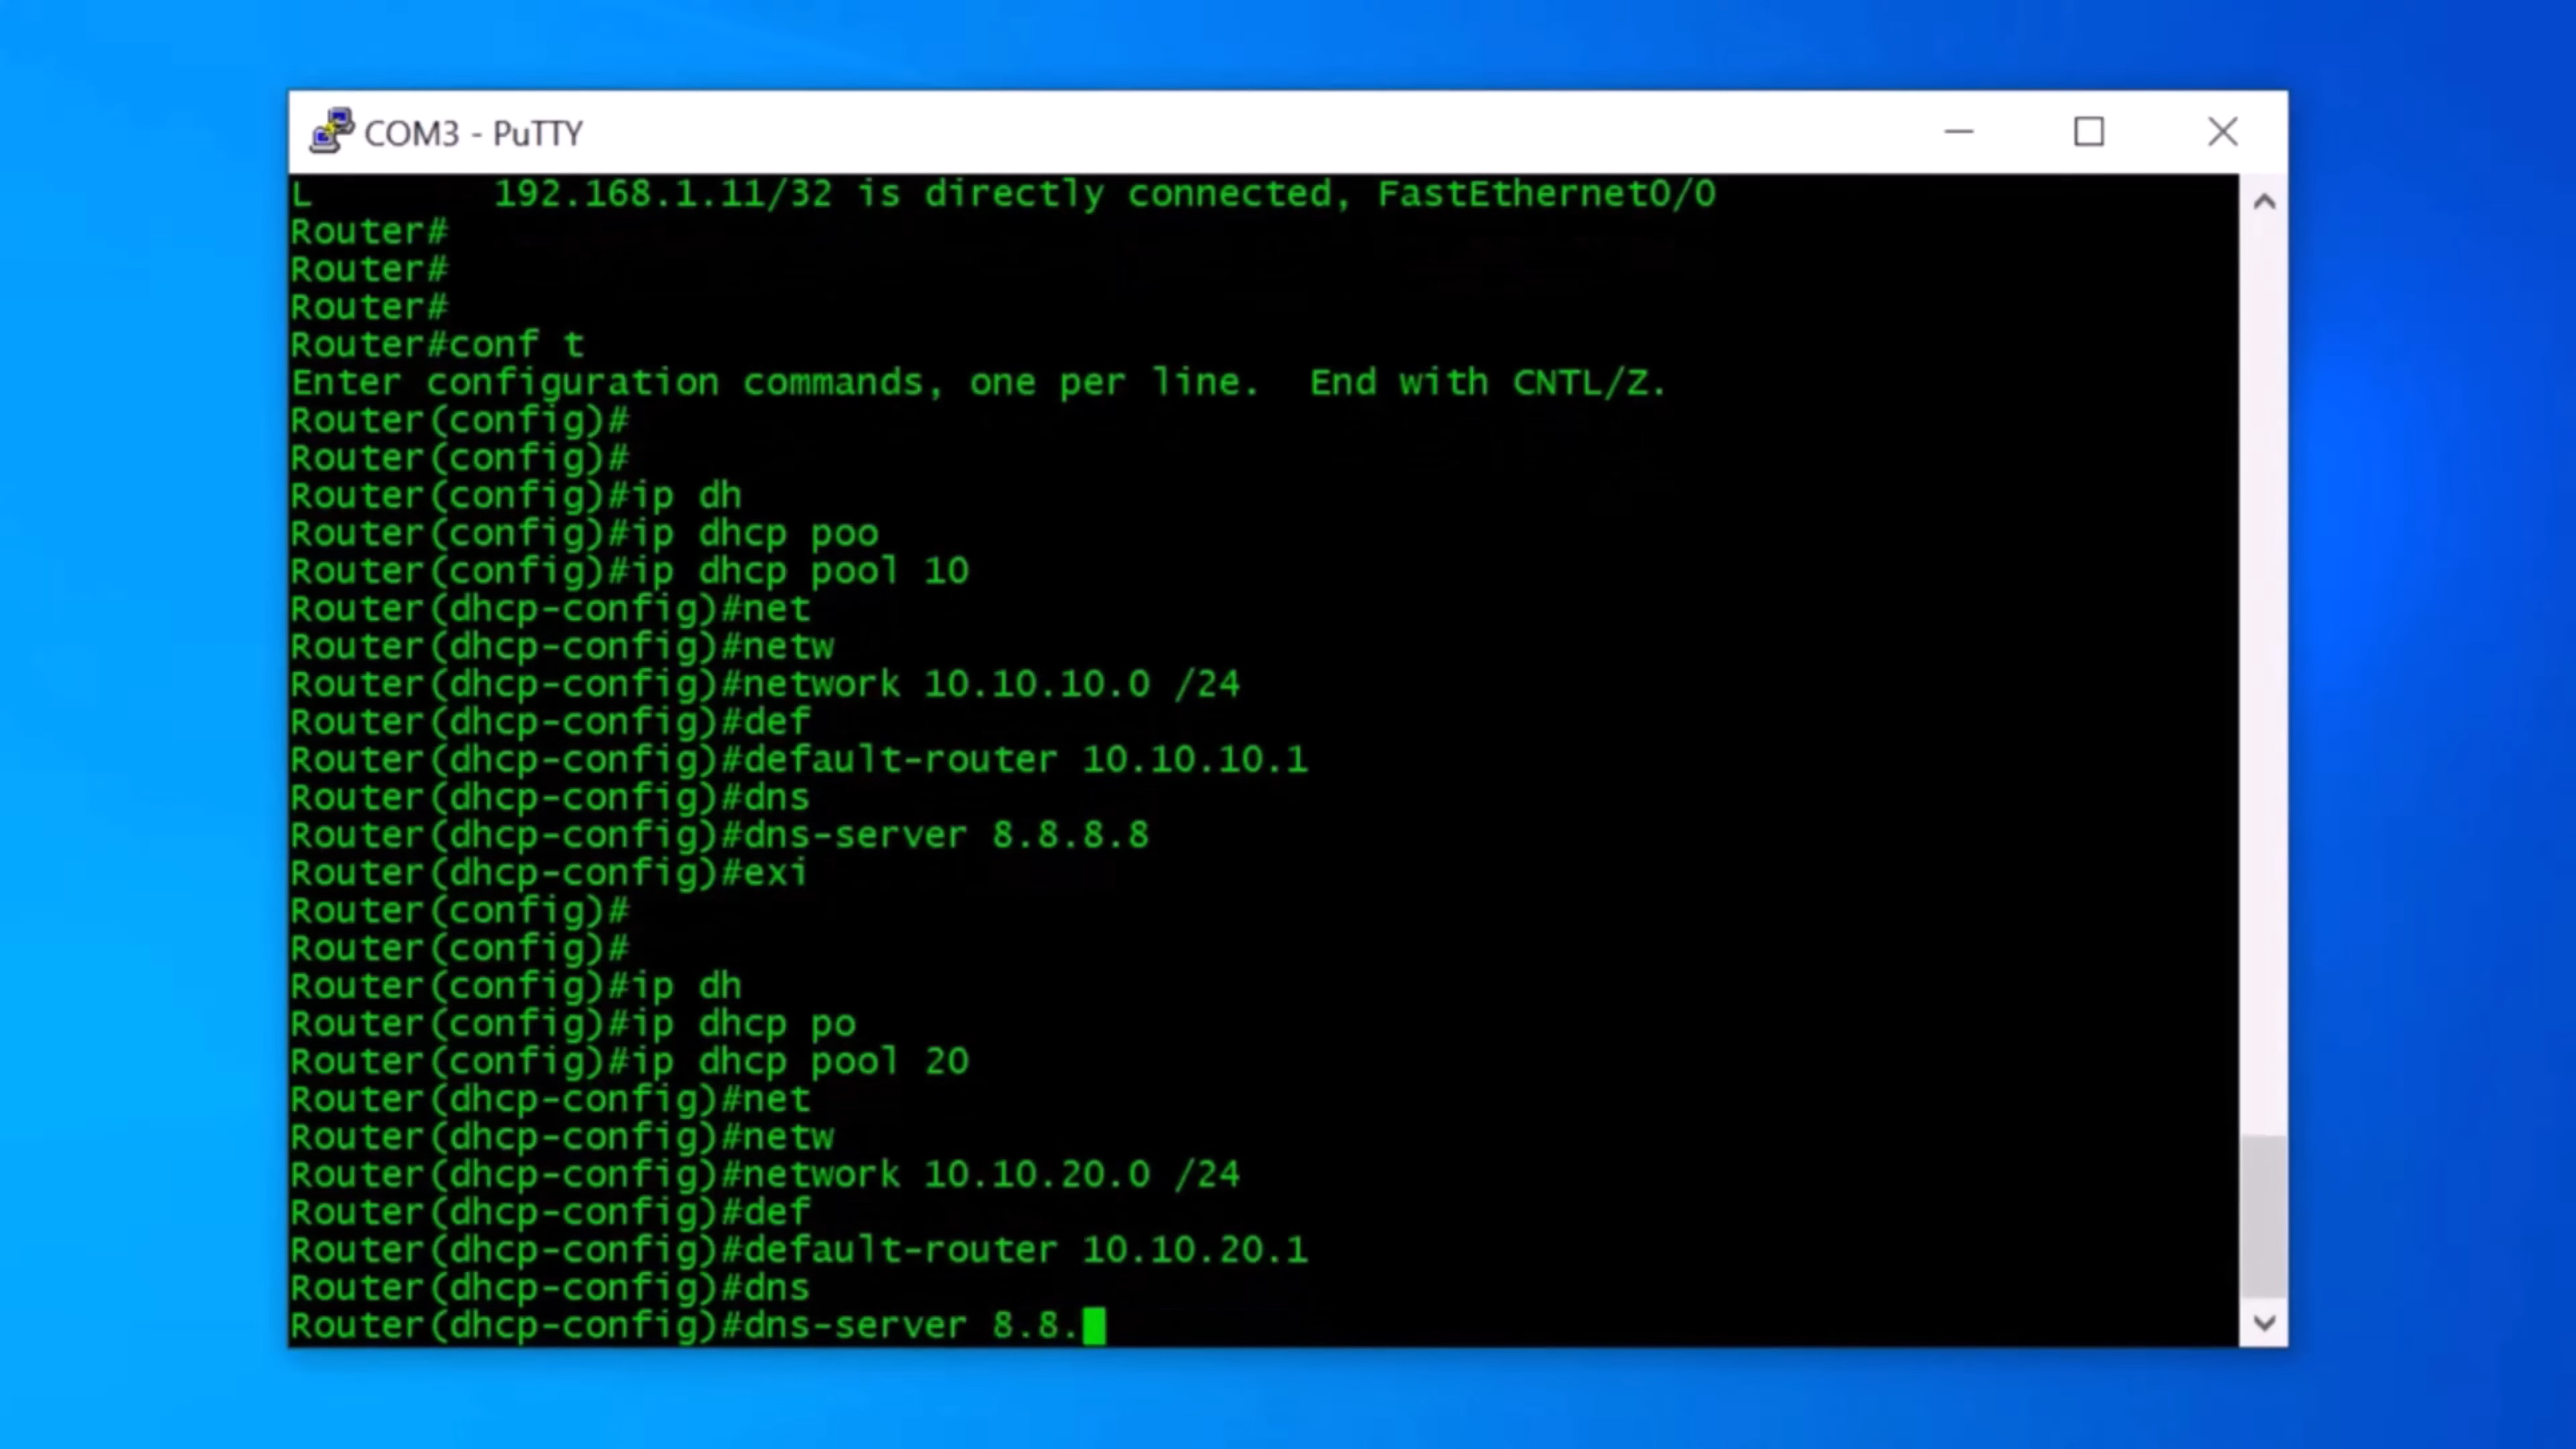 COM3 - PuTTY
L 192.168.1.11/32 is directly connected, FastEthernet0/0
Router#
Router#
Router#
Router#conf t
Enter configuration commands, one per line. End with CNTL/Z.
Router(config)#
Router(config)#
Router(config)#ip dh
Router(config)#ip dhcp poo
Router(config)#ip dhcp pool 10
Router(dhcp-config)#net
Router(dhcp-config)#netw
Router(dhcp-config)#network 10.10.10.0 /24
Router(dhcp-config)#def
Router(dhcp-config)#default-router 10.10.10.1
Router(dhcp-config)#dns
Router(dhcp-config)#dns-server 8.8.8.8
Router(dhcp-config)#exi
Router(config)#
Router(config)#
Router(config)#ip dh
Router(config)#ip dhcp po
Router(config)#ip dhcp pool 20
Router(dhcp-config)#net
Router(dhcp-config)#netw
Router(dhcp-config)#network 10.10.20.0 /24
Router(dhcp-config)#def
Router(dhcp-config)#default-router 10.10.20.1
Router(dhcp-config)#dns
Router(dhcp-config)#dns-server 8.8.